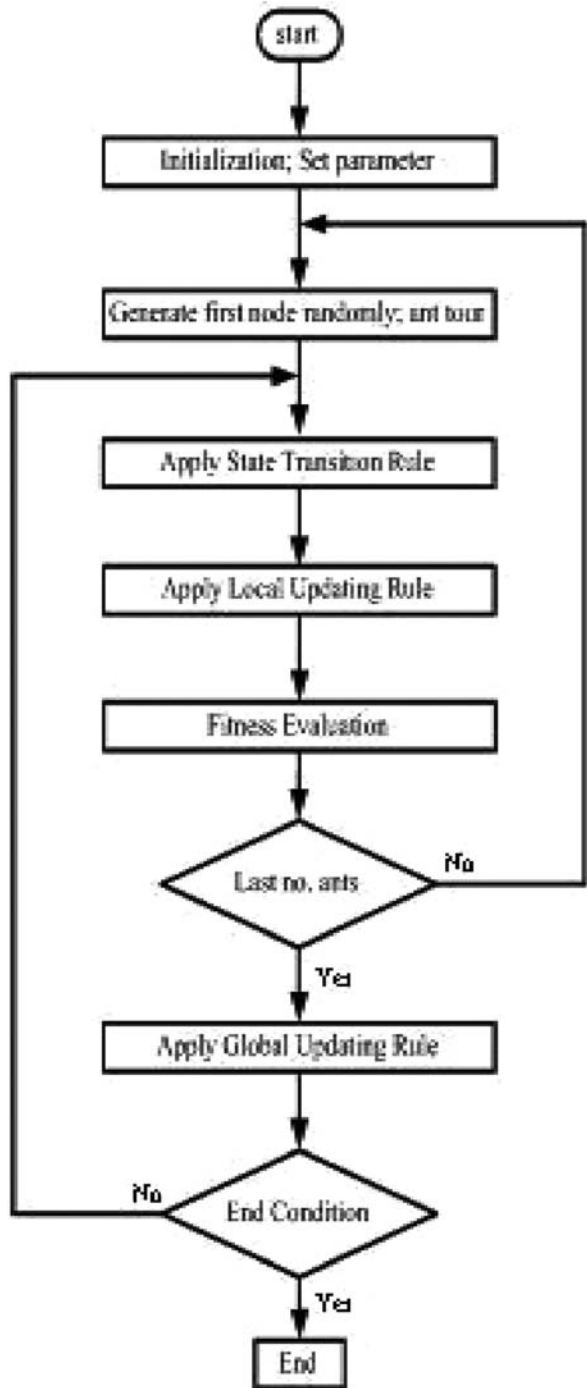 start
Initialization; Set parameter
Generate first node randomly; ant tour
Apply State Transition Rule
Apply Local Updating Rule
Fitness Evaluation
Last no. ants
No
Yes
Apply Global Updating Rule
No
End Condition
Yes
End